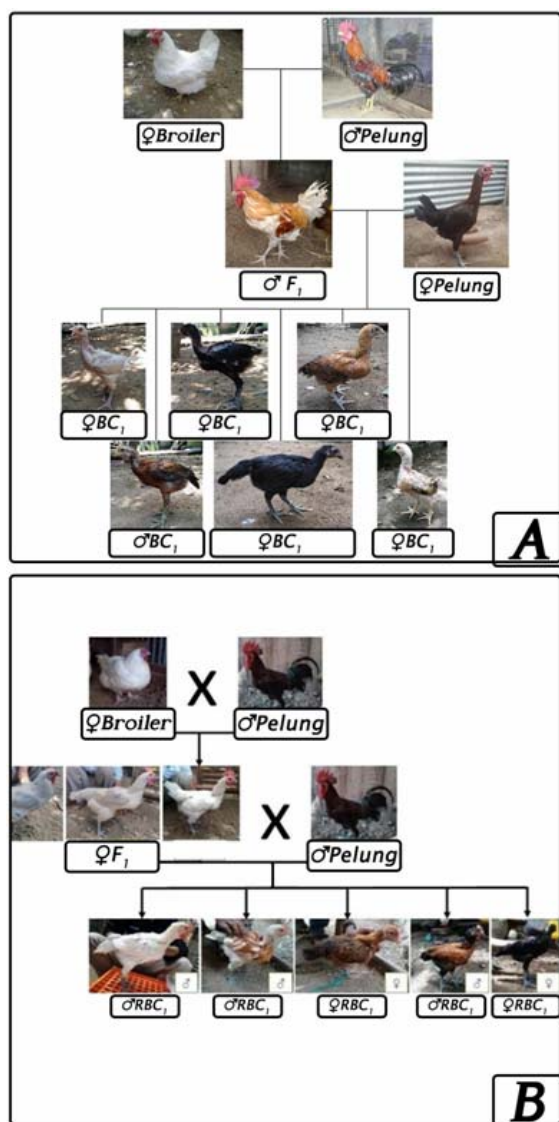 ♀Broiler ♂Pelung
♂ F₁ ♀Pelung
♀BC₁ ♀BC₁ ♀BC₁
♂BC₁ ♀BC₁ ♀BC₁
A
X
♀Broiler ♂Pelung
X
♀F₁ ♂Pelung
♂ ♂ ♀ ♂ ♀
♂RBC₁ ♂RBC₁ ♀RBC₁ ♂RBC₁ ♀RBC₁
B